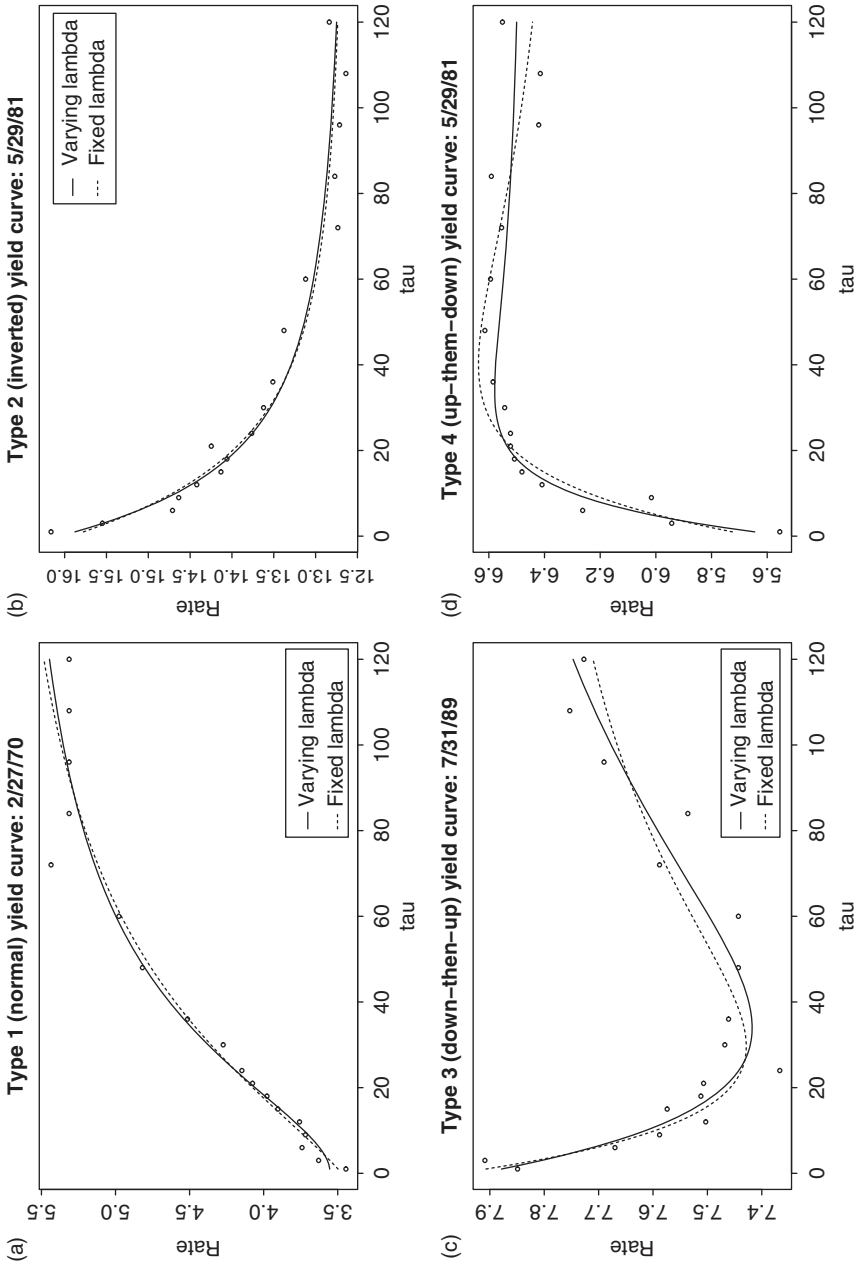 (a)
Type 1 (normal) yield curve: 2/27/70
Rate
5.5
5.0
4.5
4.0
3.5
0 20 40 60 80 100 120
tau
Varying lambda
Fixed lambda
(b)
Type 2 (inverted) yield curve: 5/29/81
Rate
16.0
15.5
15.0
14.5
14.0
13.5
13.0
12.5
0 20 40 60 80 100 120
tau
Varying lambda
Fixed lambda
(c)
Type 3 (down–then–up) yield curve: 7/31/89
Rate
7.9
7.8
7.7
7.6
7.5
7.4
0 20 40 60 80 10 120
tau
Varying lambda
Fixed lambda
(d)
Type 4 (up–them–down) yield curve: 5/29/81
Rate
6.6
6.4
6.2
6.0
5.8
5.6
0 20 40 60 80 100 120
tau